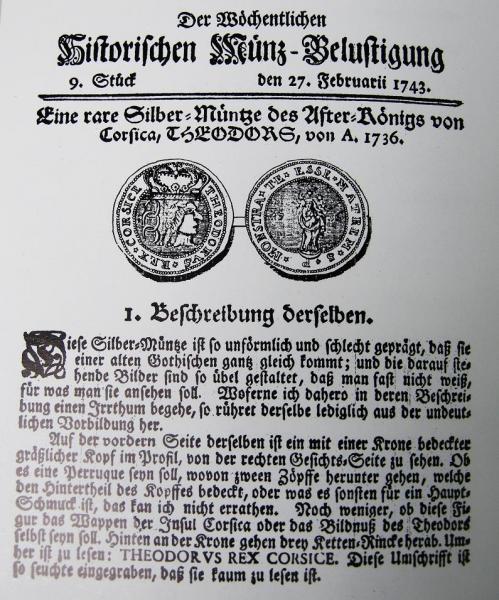 Der Wöchentlichen
Historischen Münz-Belustigung
9. Stück den 27. Februarii 1743.
Eine rare Silber-Müntze des After-Königs von
Corsica, THEODORS, von A. 1736.
THEODORUS REX CORSICE
MONSTRA TE ESSE MATREM S P
1. Beschreibung derselben.
Diese Silber-Müntze ist so unförmlich und schlecht geprägt, daß sie
einer alten Gothischen gantz gleich kommt; und die darauf ste-
hende Bilder sind so übel gestaltet, daß man fast nicht weiß,
für was man sie ansehen soll. Woferne ich dahero in deren Beschrei-
bung einen Irrthum begehe, so rühret derselbe lediglich aus der undeut-
lichen Vorbildung her.
Auf der vordern Seite derselben ist ein mit einer Krone bedeckter
gräßlicher Kopf im Profil, von der rechten Gesichts-Seite zu sehen. Ob
es eine Perruque seyn soll, wovon zween Zöpffe herunter gehen, welche
den Hintertheil des Kopffes bedeckt, oder was es sonsten für ein Haupt-
Schmuck ist, das kan ich nicht errathen. Noch weniger, ob diese Fi-
gur das Wappen der Insul Corsica oder das Bildnuß des Theodors
selbst seyn soll. Hinten an der Krone gehen drey Ketten-Rincke herab. Um-
her ist zu lesen: THEODORVS REX CORSICE. Diese Umschrifft ist
so seuchte eingegraben, daß sie kaum zu lesen ist.